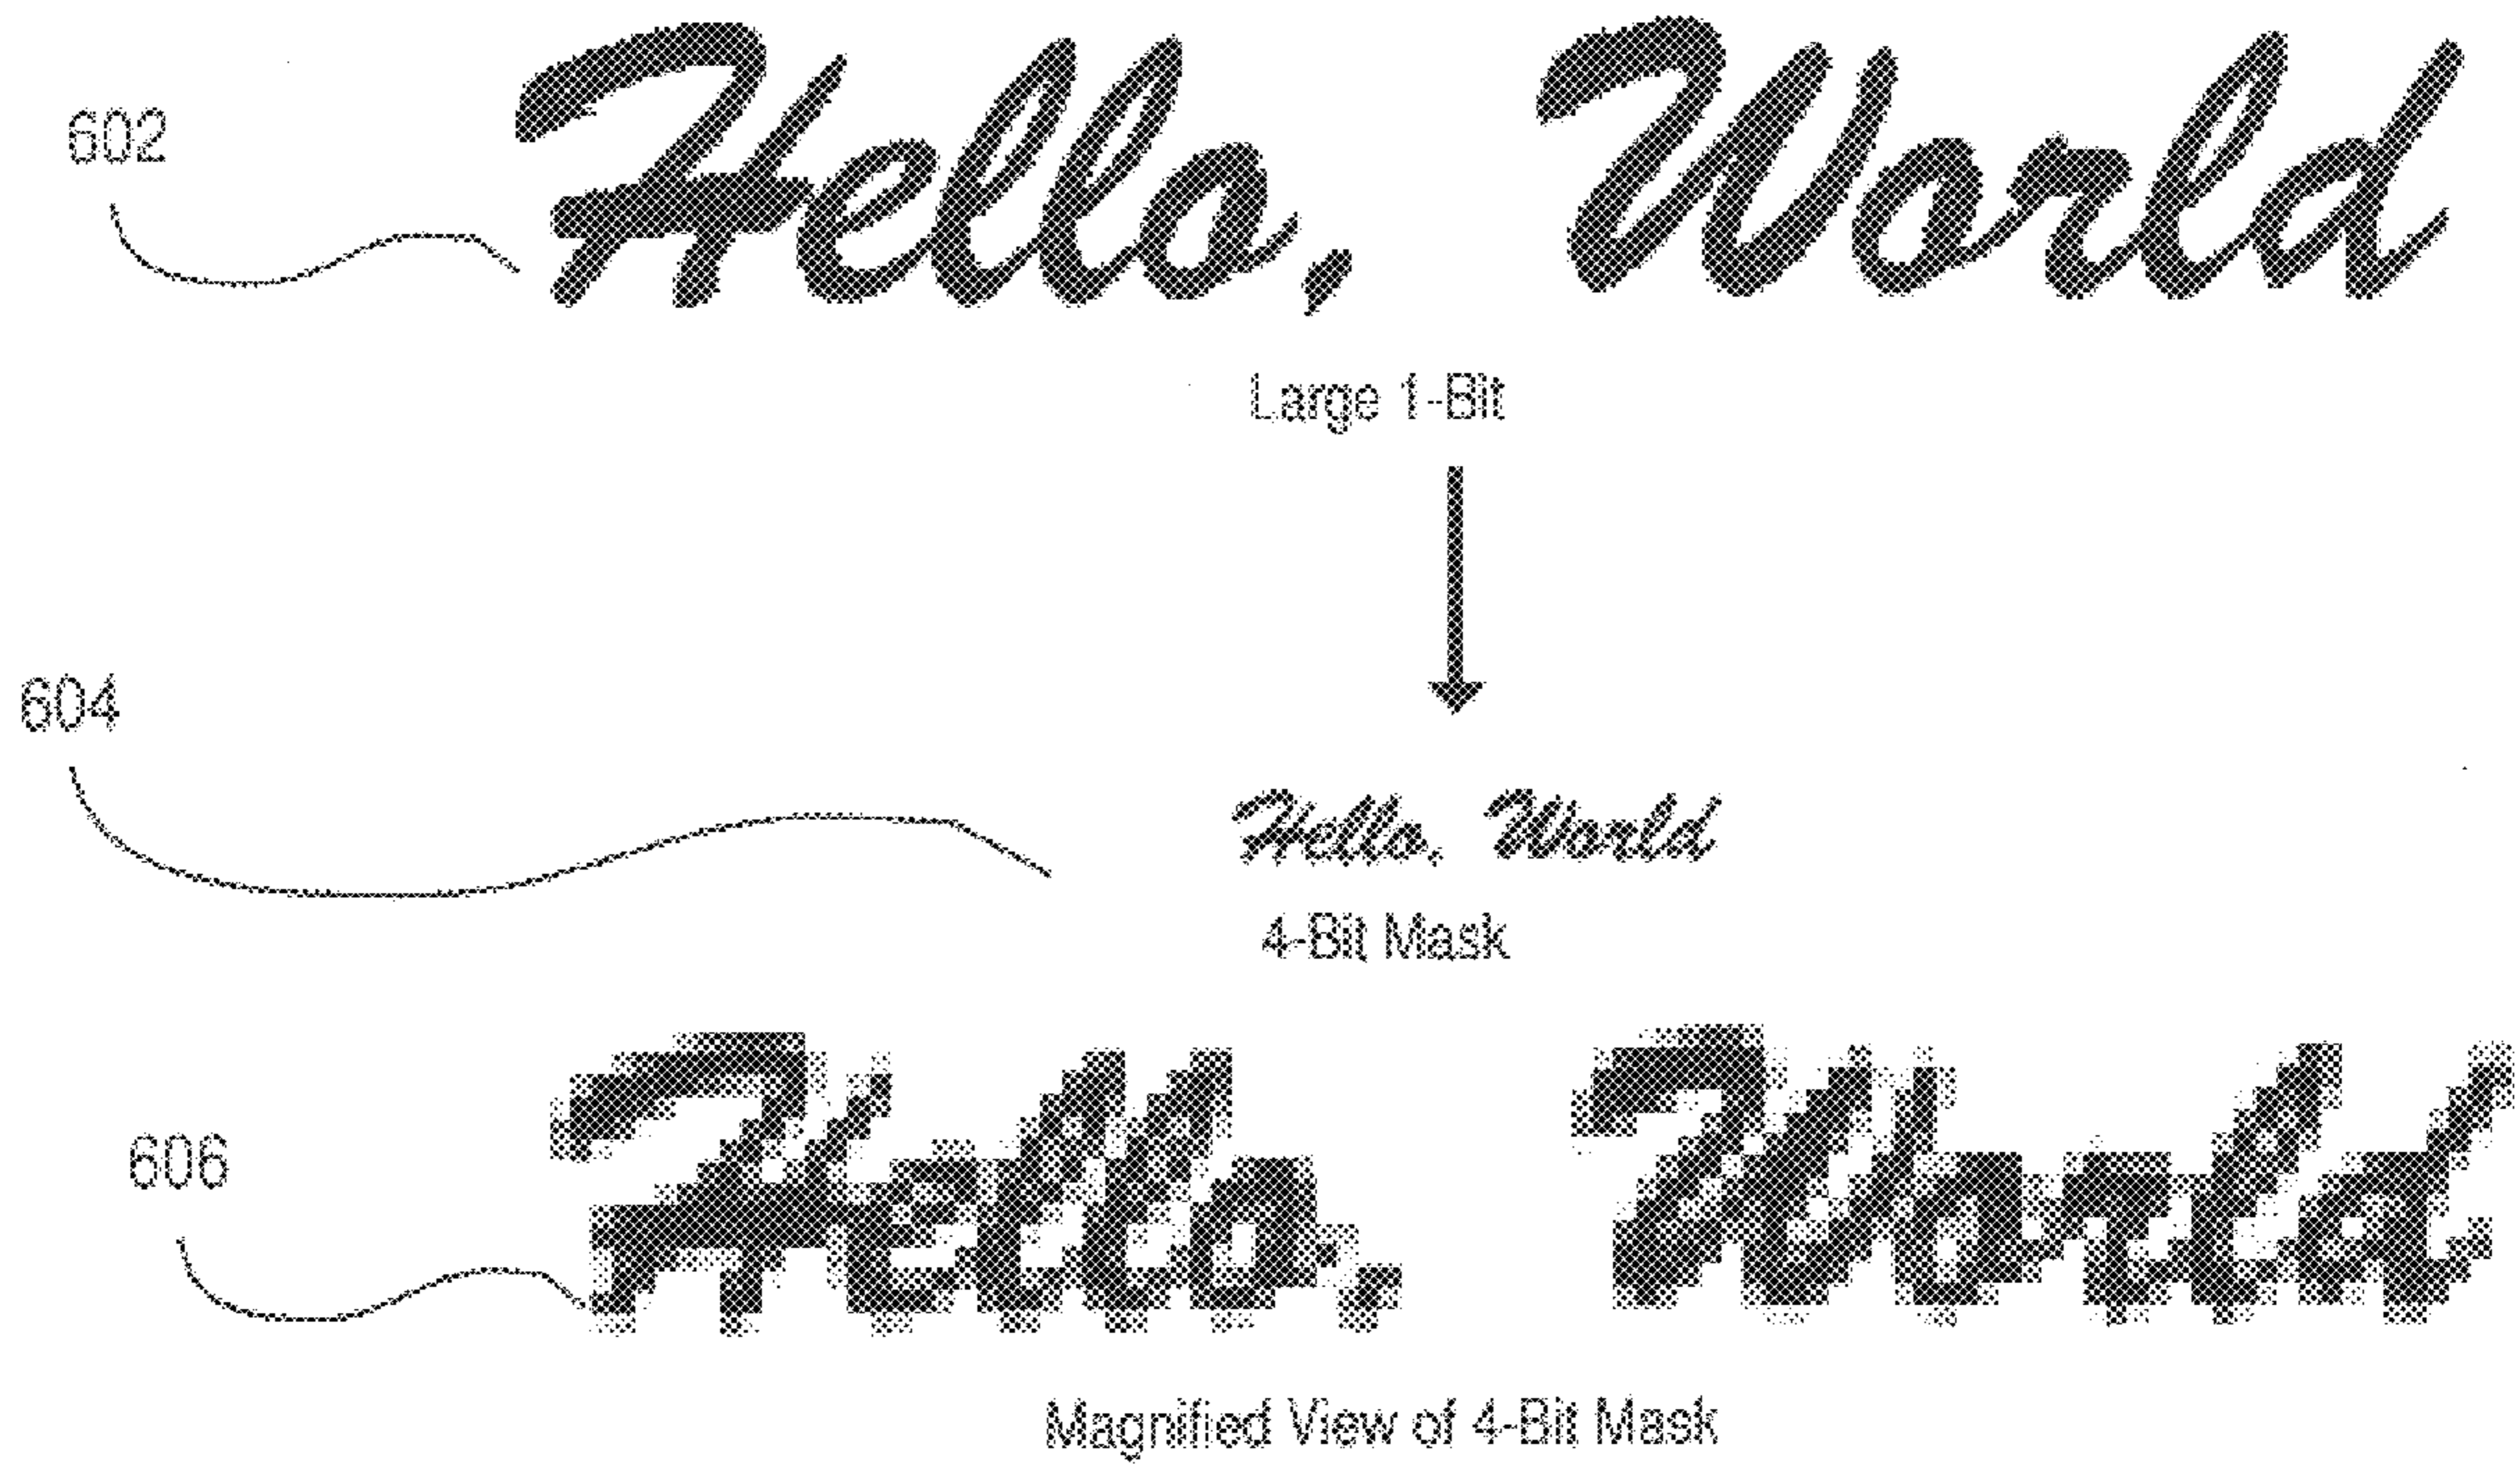 602
Hello, World
Large 1-Bit
604
Hello, World
4-Bit Mask
606
Hello, World
Magnified View of 4-Bit Mask